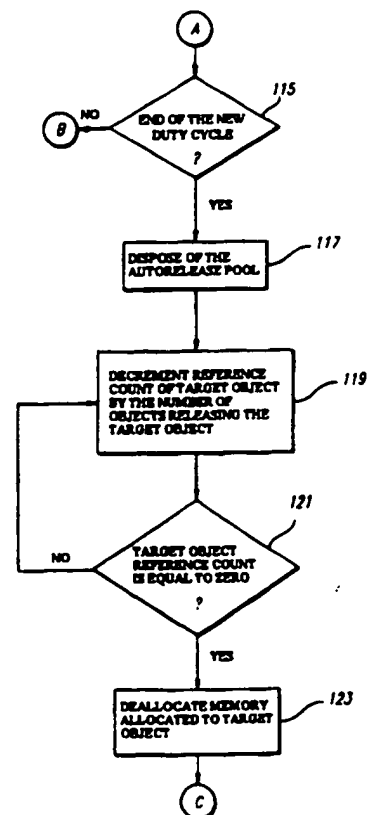 A
115
END OF THE NEW
DUTY CYCLE
?
NO
B
YES
117
DISPOSE OF THE
AUTORELEASE POOL
DECREMENT REFERENCE
COUNT OF TARGET OBJECT
BY THE NUMBER OF
OBJECTS RELEASING THE
TARGET OBJECT
119
121
TARGET OBJECT
REFERENCE COUNT
IS EQUAL TO ZERO
?
NO
YES
123
DEALLOCATE MEMORY
ALLOCATED TO TARGET
OBJECT
C